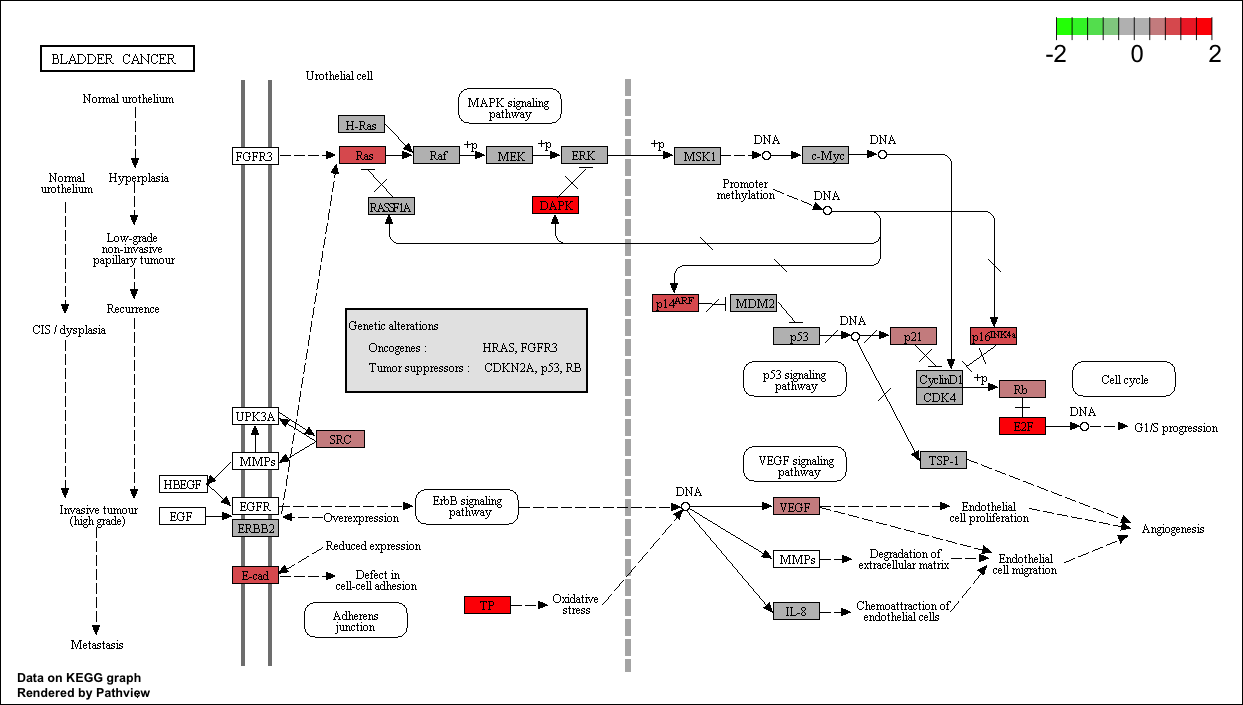 -2 0 2
BLADDER CANCER
Urothelial cell
Normal urothelium
MAPK signaling
pathway
H-Ras
FGFR3
Ras
Raf
+p
MEK
+p
ERK
+p
MSK1
DNA
c-Myc
DNA
Normal
urothelium
Hyperplasia
Promoter
methylation
DNA
RASSF1A
DAPK
Low-grade
non-invasive
papillary tumour
Recurrence
CIS / dysplasia
p14ARF
MDM2
p53
DNA
p21
p16INK4a
Genetic alterations
Oncogenes : HRAS, FGFR3
Tumor suppressors : CDKN2A, p53, RB
p53 signaling
pathway
CyclinD1
CDK4
+p
Rb
Cell cycle
UPK3A
SRC
E2F
DNA
G1/S progression
MMPs
VEGF signaling
pathway
TSP-1
HBEGF
EGFR
EGF
ERBB2
Overexpression
ErbB signaling
pathway
DNA
VEGF
Endothelial
cell proliferation
Angiogenesis
Invasive tumour
(high grade)
Reduced expression
E-cad
Defect in
cell-cell adhesion
MMPs
Degradation of
extracellular matrix
Endothelial
cell migration
Adherens
junction
TP
Oxidative
stress
IL-8
Chemoattraction of
endothelial cells
Metastasis
Data on KEGG graph
Rendered by Pathview